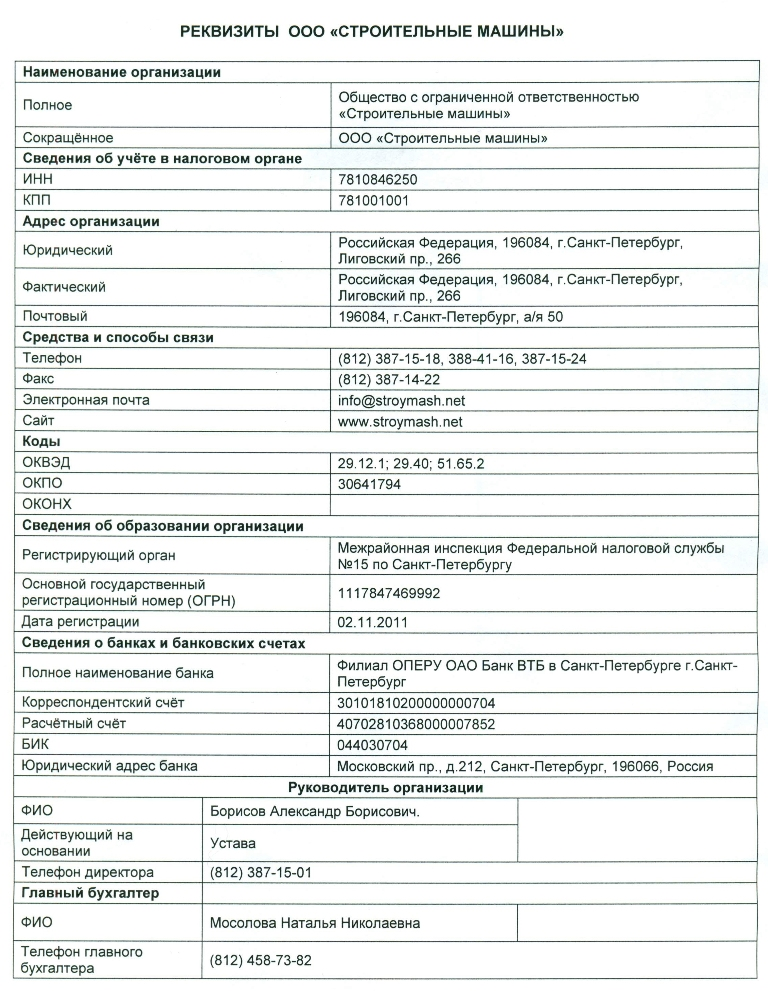 РЕКВИЗИТЫ ООО «СТРОИТЕЛЬНЫЕ МАШИНЫ»
Наименование организации
Полное
Общество с ограниченной ответственностью
«Строительные машины»
Сокращённое
ООО «Строительные машины»
Сведения об учёте в налоговом органе
ИНН
7810846250
КПП
781001001
Адрес организации
Юридический
Российская Федерация, 196084, г.Санкт-Петербург,
Лиговский пр., 266
Фактический
Российская Федерация, 196084, г.Санкт-Петербург,
Лиговский пр., 266
Почтовый
196084, г.Санкт-Петербург, а/я 50
Средства и способы связи
Телефон
(812) 387-15-18, 388-41-16, 387-15-24
Факс
(812) 387-14-22
Электронная почта
info@stroymash.net
Сайт
www.stroymash.net
Коды
ОКВЭД
29.12.1; 29.40; 51.65.2
ОКПО
30641794
ОКОНХ
Сведения об образовании организации
Регистрирующий орган
Межрайонная инспекция Федеральной налоговой службы
№15 по Санкт-Петербургу
Основной государственный
регистрационный номер (ОГРН)
1117847469992
Дата регистрации
02.11.2011
Сведения о банках и банковских счетах
Полное наименование банка
Филиал ОПЕРУ ОАО Банк ВТБ в Санкт-Петербурге г.Санкт-
Петербург
Корреспондентский счёт
30101810200000000704
Расчётный счёт
40702810368000007852
БИК
044030704
Юридический адрес банка
Московский пр., д.212, Санкт-Петербург, 196066, Россия
Руководитель организации
ФИО
Борисов Александр Борисович.
Действующий на
основании
Устава
Телефон директора
(812) 387-15-01
Главный бухгалтер
ФИО
Мосолова Наталья Николаевна
Телефон главного
бухгалтера
(812) 458-73-82